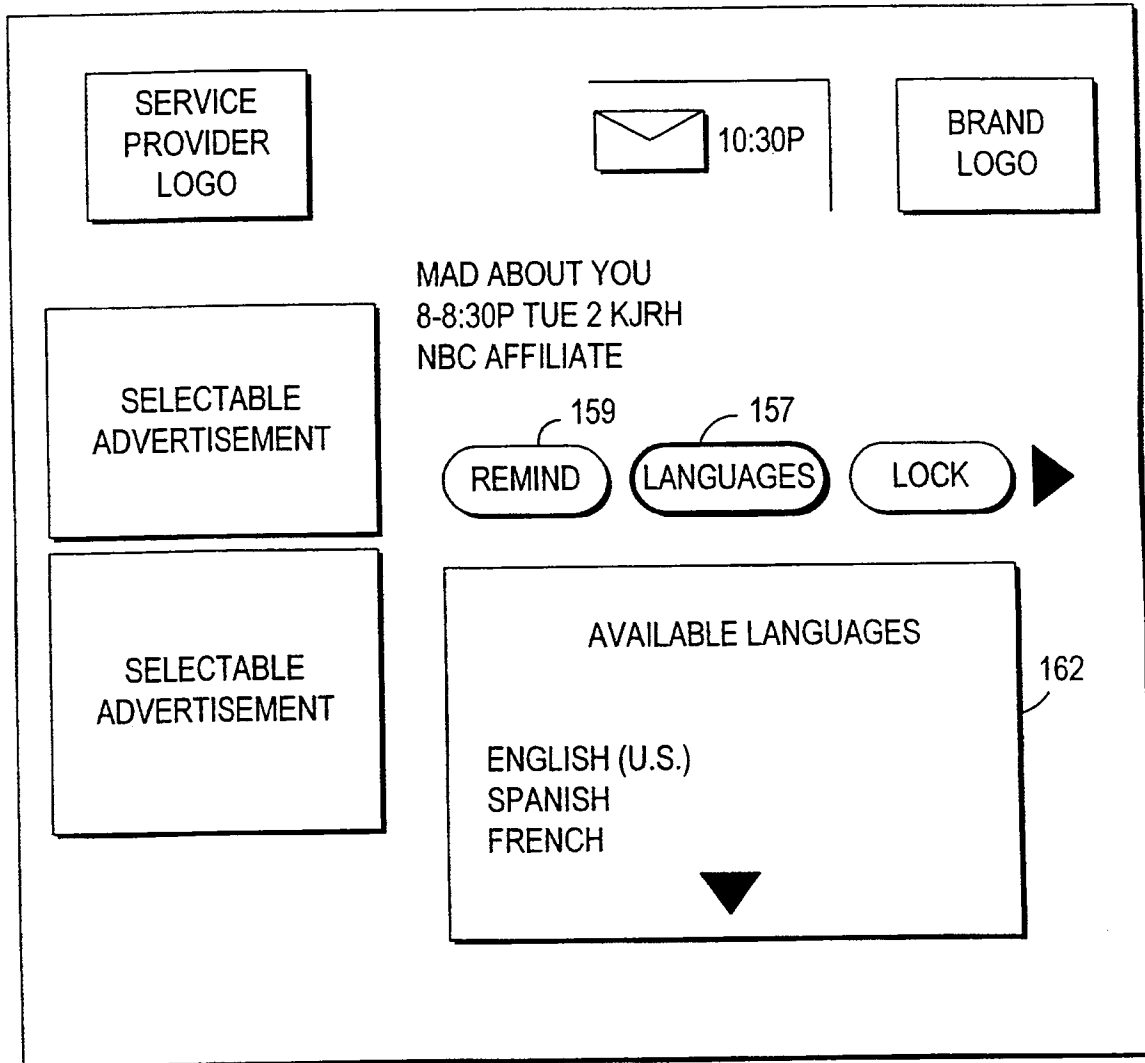 SERVICE
PROVIDER
LOGO
10:30P
BRAND
LOGO
MAD ABOUT YOU
8-8:30P TUE 2 KJRH
NBC AFFILIATE
SELECTABLE
ADVERTISEMENT
159
157
REMIND
LANGUAGES
LOCK
SELECTABLE
ADVERTISEMENT
AVAILABLE LANGUAGES
162
ENGLISH (U.S.)
SPANISH
FRENCH